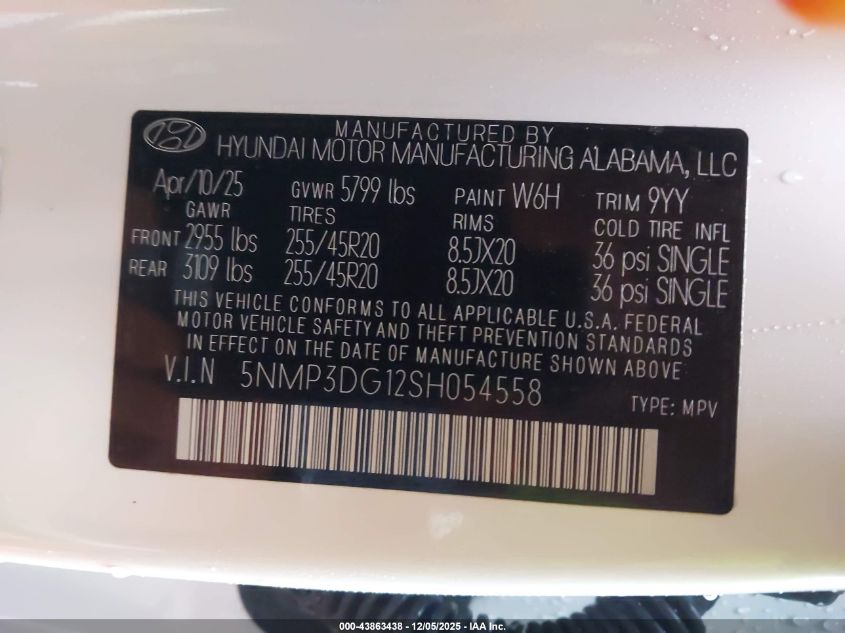 MANUFACTURED BY
HYUNDAI MOTOR MANUFACTURING ALABAMA, LLC
Apr/10/25 GVWR 5799 lbs PAINT W6H TRIM 9YY
GAWR TIRES RIMS COLD TIRE INFL
FRONT 2955 lbs 255/45R20 8.5JX20 36 psi SINGLE
REAR 3109 lbs 255/45R20 8.5JX20 36 psi SINGLE
THIS VEHICLE CONFORMS TO ALL APPLICABLE U.S.A. FEDERAL
MOTOR VEHICLE SAFETY AND THEFT PREVENTION STANDARDS
IN EFFECT ON THE DATE OF MANUFACTURE SHOWN ABOVE
V.I.N 5NMP3DG12SH054558
TYPE: MPV
000-43863438 - 12/05/2025 - IAAI.com